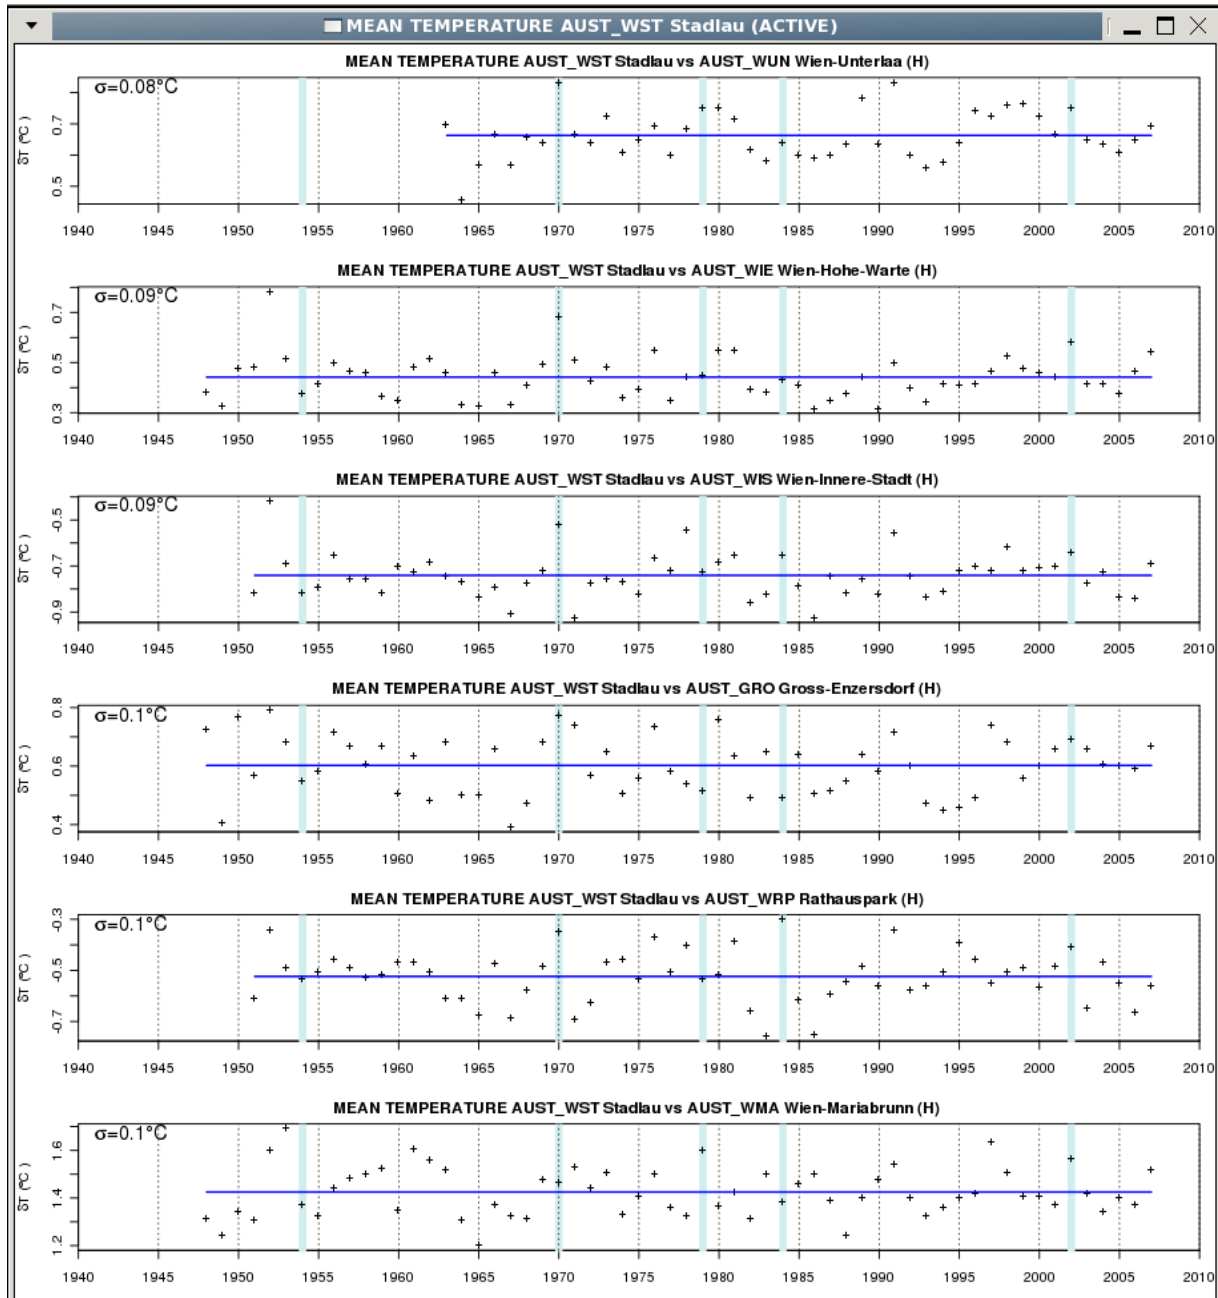 MEAN TEMPERATURE AUST_WST Stadlau (ACTIVE)
MEAN TEMPERATURE AUST_WST Stadlau vs AUST_WUN Wien-Unterlaa (H)
σ=0.08°C
δT (°C )
0.7
0.5
1940 1945 1950 1955 1960 1965 1970 1975 1980 1985 1990 1995 2000 2005 2010
MEAN TEMPERATURE AUST_WST Stadlau vs AUST_WIE Wien-Hohe-Warte (H)
σ=0.09°C
δT (°C )
0.7
0.5
0.3
1940 1945 1950 1955 1960 1965 1970 1975 1980 1985 1990 1995 2000 2005 2010
MEAN TEMPERATURE AUST_WST Stadlau vs AUST_WIS Wien-Innere-Stadt (H)
σ=0.09°C
δT (°C )
-0.5
-0.7
-0.9
1940 1945 1950 1955 1960 1965 1970 1975 1980 1985 1990 1995 2000 2005 2010
MEAN TEMPERATURE AUST_WST Stadlau vs AUST_GRO Gross-Enzersdorf (H)
σ=0.1°C
δT (°C )
0.8
0.6
0.4
1940 1945 1950 1955 1960 1965 1970 1975 1980 1985 1990 1995 2000 2005 2010
MEAN TEMPERATURE AUST_WST Stadlau vs AUST_WRP Rathauspark (H)
σ=0.1°C
δT (°C )
-0.3
-0.5
-0.7
1940 1945 1950 1955 1960 1965 1970 1975 1980 1985 1990 1995 2000 2005 2010
MEAN TEMPERATURE AUST_WST Stadlau vs AUST_WMA Wien-Mariabrunn (H)
σ=0.1°C
δT (°C )
1.6
1.4
1.2
1940 1945 1950 1955 1960 1965 1970 1975 1980 1985 1990 1995 2000 2005 2010